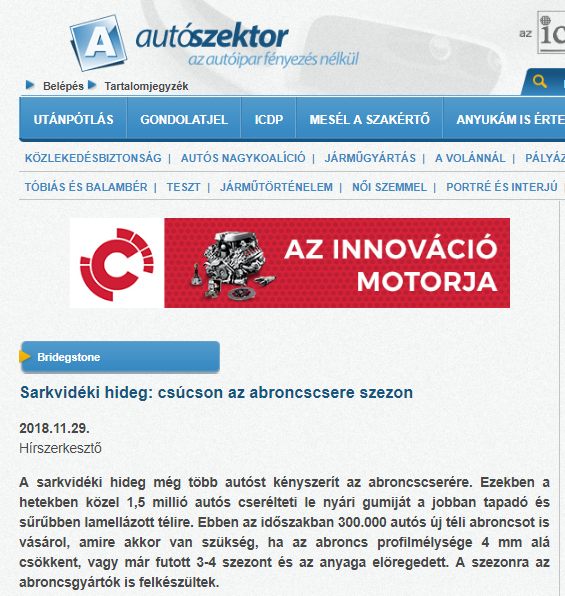 A autószektor
az autóipar fényezés nélkül
az
Belépés Tartalomjegyzék
UTÁNPÓTLÁS GONDOLATJEL ICDP MESÉL A SZAKÉRTŐ ANYUKÁM IS ÉRTE
KÖZLEKEDÉSBIZTONSÁG | AUTÓS NAGYKOALÍCIÓ | JÁRMŰGYÁRTÁS | A VOLÁNNÁL | PÁLYÁZ
TÓBIÁS ÉS BALAMBÉR | TESZT | JÁRMŰTÖRTÉNELEM | NŐI SZEMMEL | PORTRÉ ÉS INTERJÚ
AZ INNOVÁCIÓ
MOTORJA
Bridegstone
Sarkvidéki hideg: csúcson az abroncscsere szezon
2018.11.29.
Hírszerkesztő
A sarkvidéki hideg még több autóst kényszerít az abroncscserére. Ezekben a
hetekben közel 1,5 millió autós cserélteti le nyári gumiját a jobban tapadó és
sűrűbben lamellázott télire. Ebben az időszakban 300.000 autós új téli abroncsot is
vásárol, amire akkor van szükség, ha az abroncs profilmélysége 4 mm alá
csökkent, vagy már futott 3-4 szezont és az anyaga elöregedett. A szezonra az
abroncsgyártók is felkészültek.